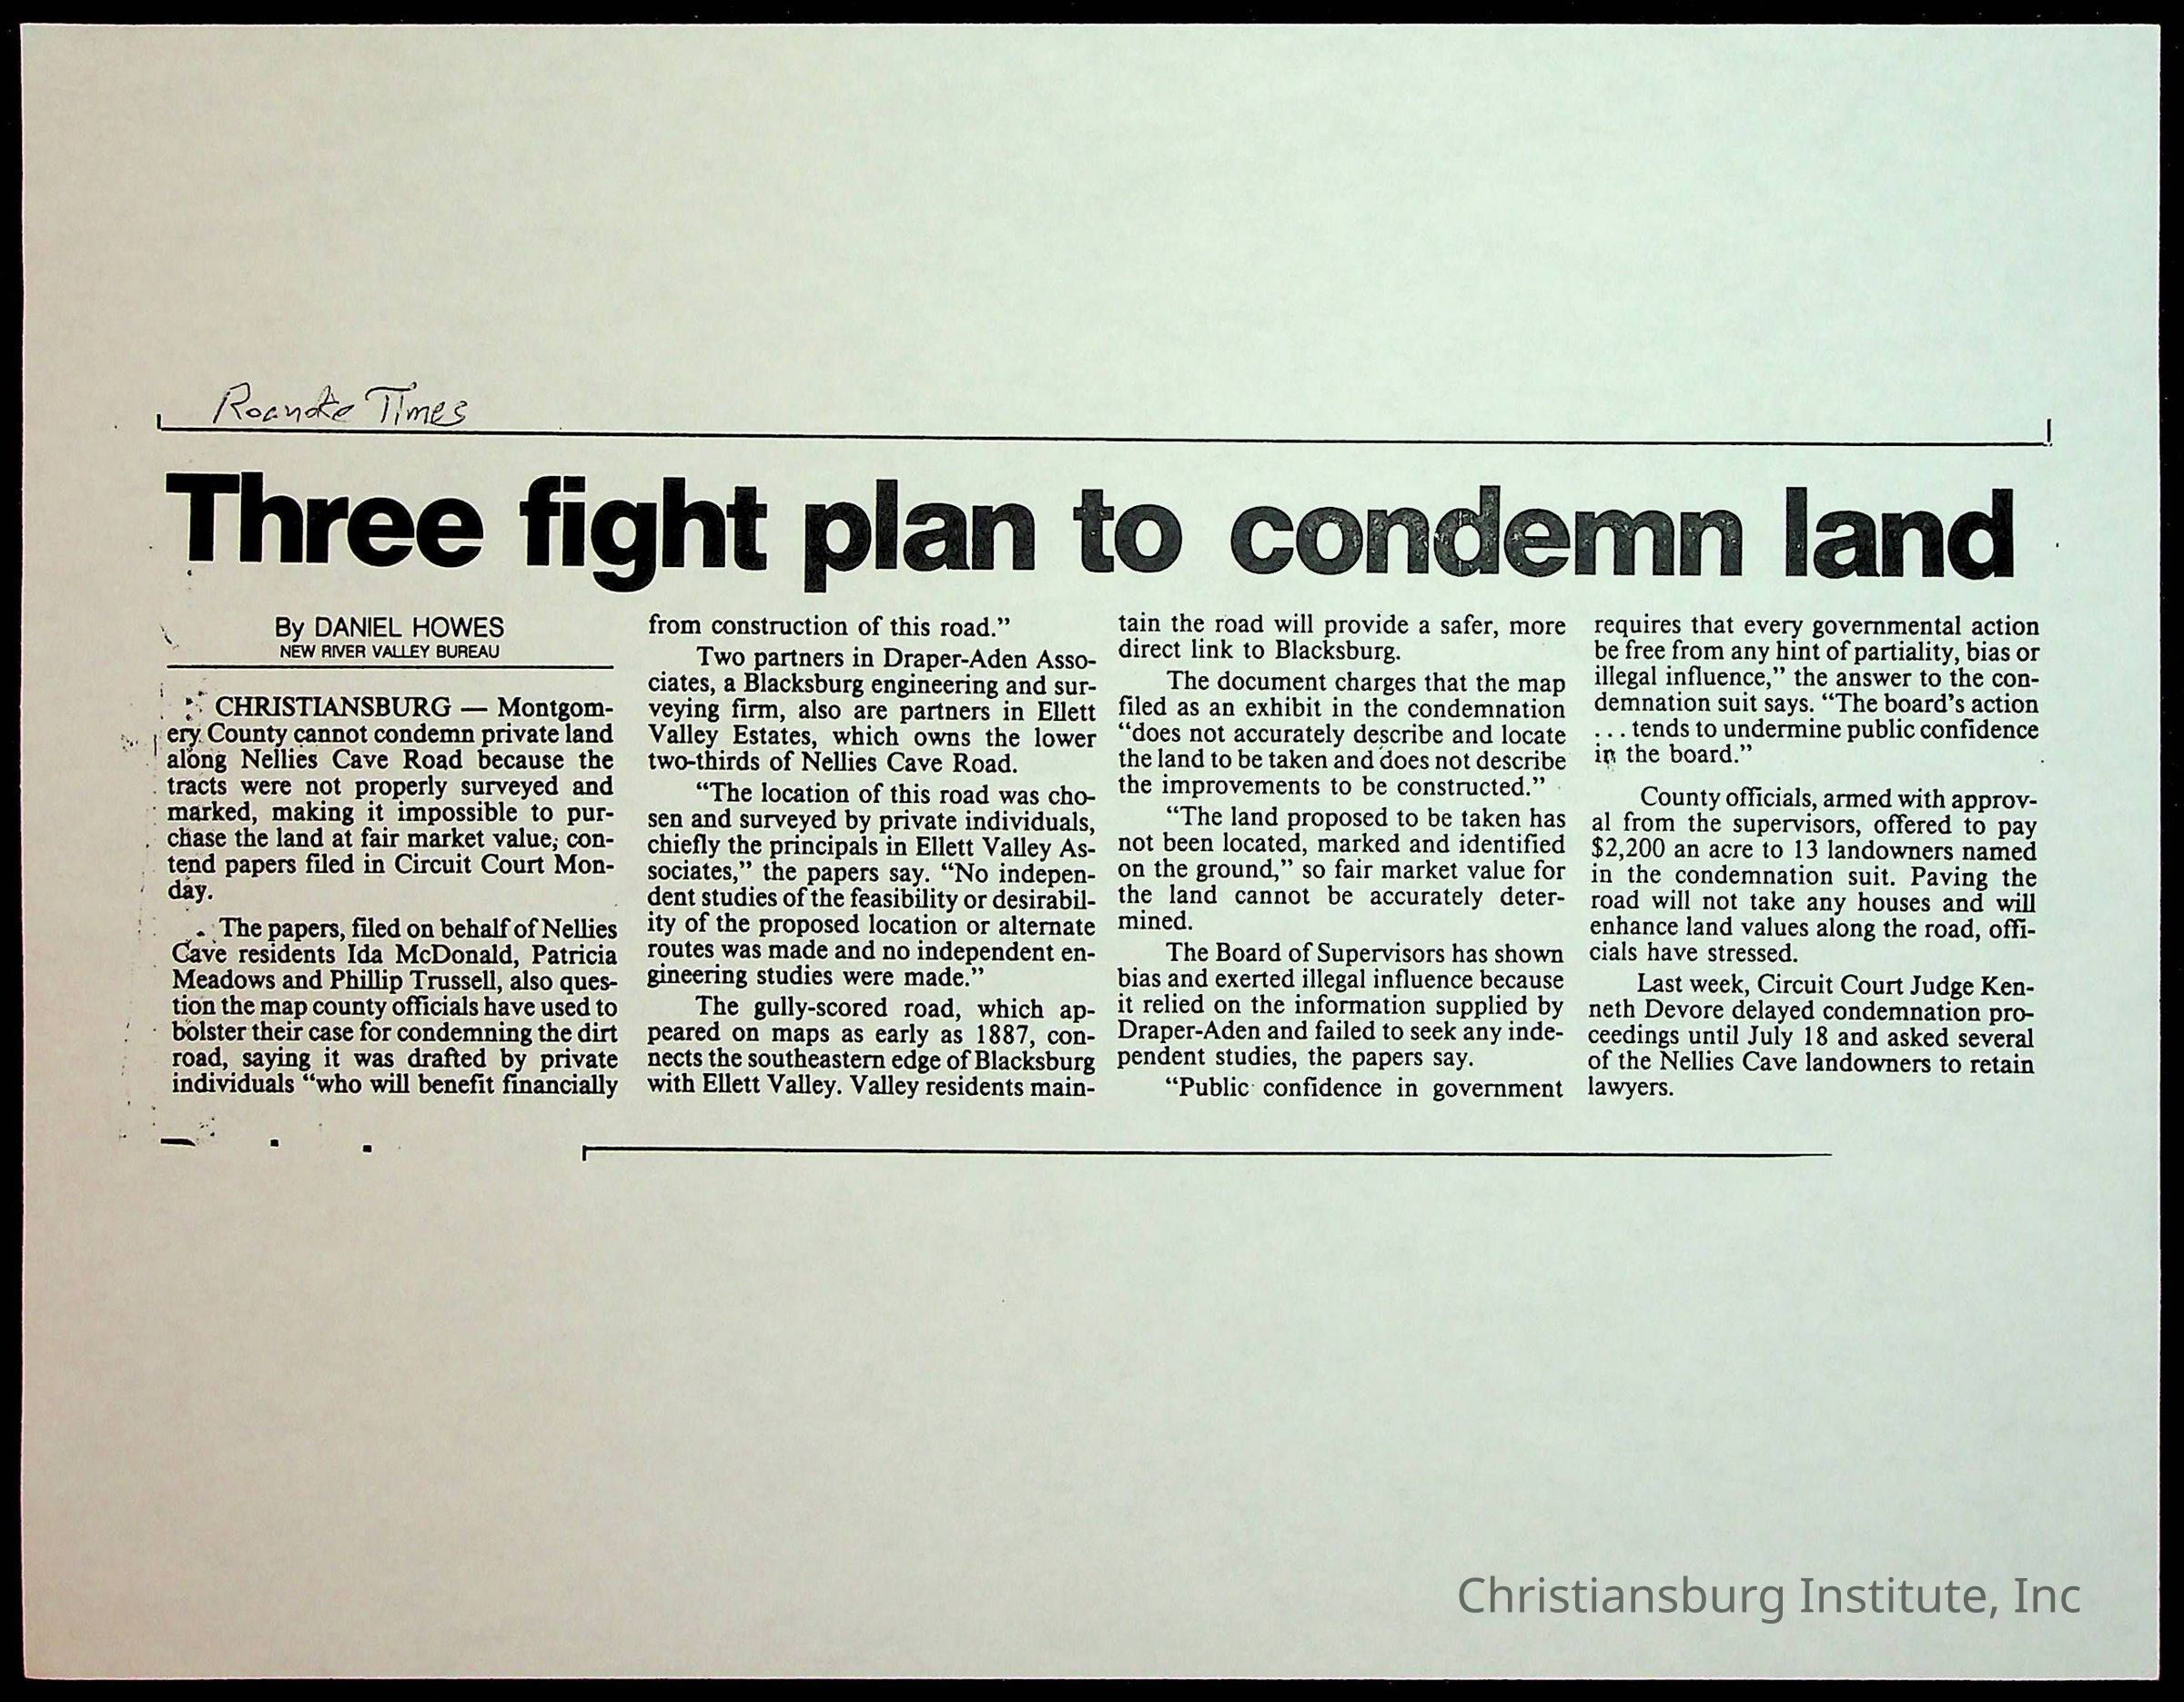 Roanoke Times
Three fight plan to condemn land
By DANIEL HOWES
NEW RIVER VALLEY BUREAU
CHRISTIANSBURG — Montgom-
ery County cannot condemn private land
along Nellies Cave Road because the
tracts were not properly surveyed and
marked, making it impossible to pur-
chase the land at fair market value, con-
tend papers filed in Circuit Court Mon-
day.
The papers, filed on behalf of Nellies
Cave residents Ida McDonald, Patricia
Meadows and Phillip Trussell, also ques-
tion the map county officials have used to
bolster their case for condemning the dirt
road, saying it was drafted by private
individuals “who will benefit financially
from construction of this road.”
Two partners in Draper-Aden Asso-
ciates, a Blacksburg engineering and sur-
veying firm, also are partners in Ellett
Valley Estates, which owns the lower
two-thirds of Nellies Cave Road.
“The location of this road was cho-
sen and surveyed by private individuals,
chiefly the principals in Ellett Valley As-
sociates,” the papers say. “No indepen-
dent studies of the feasibility or desirabil-
ity of the proposed location or alternate
routes was made and no independent en-
gineering studies were made.”
The gully-scored road, which ap-
peared on maps as early as 1887, con-
nects the southeastern edge of Blacksburg
with Ellett Valley. Valley residents main-
tain the road will provide a safer, more
direct link to Blacksburg.
The document charges that the map
filed as an exhibit in the condemnation
“does not accurately describe and locate
the land to be taken and does not describe
the improvements to be constructed.”
“The land proposed to be taken has
not been located, marked and identified
on the ground,” so fair market value for
the land cannot be accurately deter-
mined.
The Board of Supervisors has shown
bias and exerted illegal influence because
it relied on the information supplied by
Draper-Aden and failed to seek any inde-
pendent studies, the papers say.
“Public confidence in government
requires that every governmental action
be free from any hint of partiality, bias or
illegal influence,” the answer to the con-
demnation suit says. “The board’s action
. . . tends to undermine public confidence
in the board.”
County officials, armed with approv-
al from the supervisors, offered to pay
$2,200 an acre to 13 landowners named
in the condemnation suit. Paving the
road will not take any houses and will
enhance land values along the road, offi-
cials have stressed.
Last week, Circuit Court Judge Ken-
neth Devore delayed condemnation pro-
ceedings until July 18 and asked several
of the Nellies Cave landowners to retain
lawyers.
Christiansburg Institute, Inc